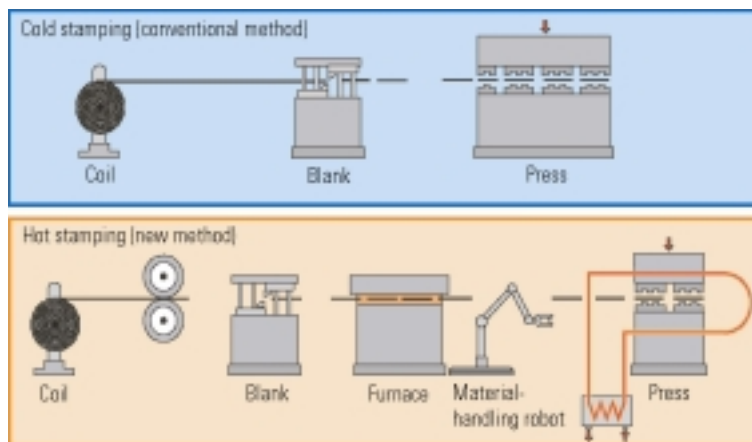 Cold stamping (conventional method)
Coil
Blank
Press
Hot stamping (new method)
Coil
Blank
Furnace
Material-
handling robot
Press